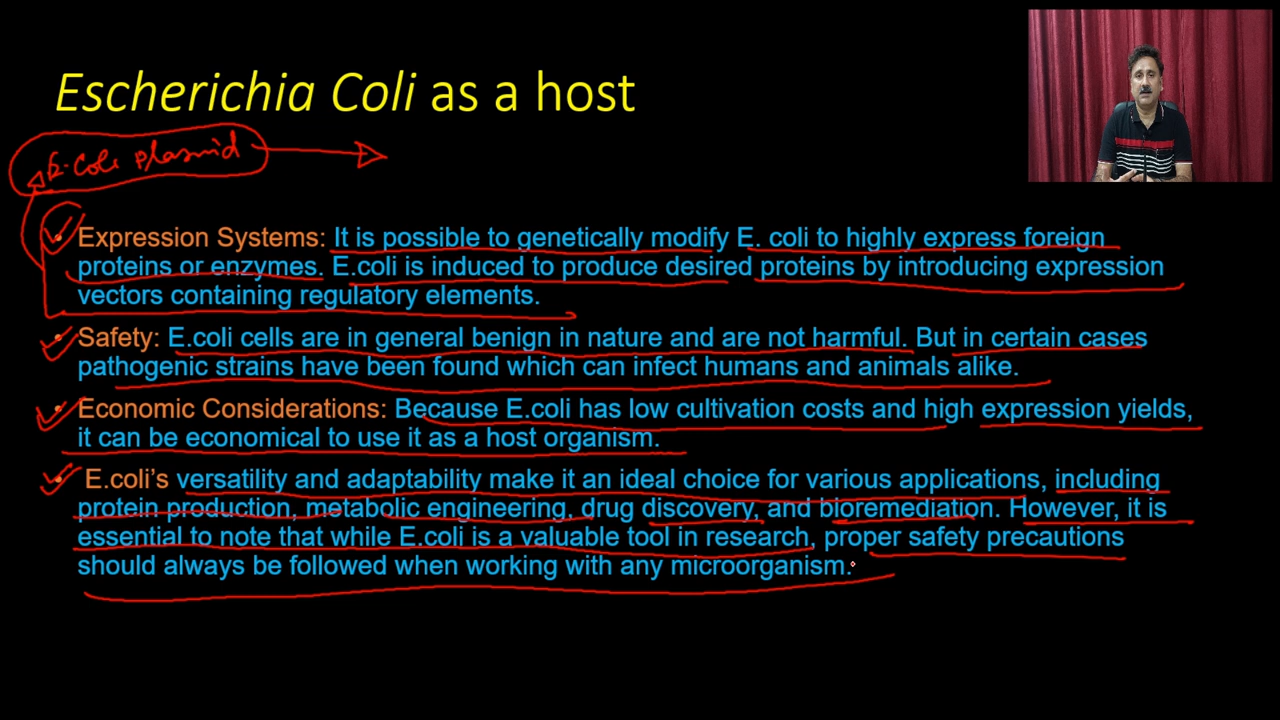 Escherichia Coli as a host
E. Coli plasmid
Expression Systems: It is possible to genetically modify E. coli to highly express foreign
proteins or enzymes. E.coli is induced to produce desired proteins by introducing expression
vectors containing regulatory elements.
Safety: E.coli cells are in general benign in nature and are not harmful. But in certain cases
pathogenic strains have been found which can infect humans and animals alike.
Economic Considerations: Because E.coli has low cultivation costs and high expression yields,
it can be economical to use it as a host organism.
E.coli’s versatility and adaptability make it an ideal choice for various applications, including
protein production, metabolic engineering, drug discovery, and bioremediation. However, it is
essential to note that while E.coli is a valuable tool in research, proper safety precautions
should always be followed when working with any microorganism.